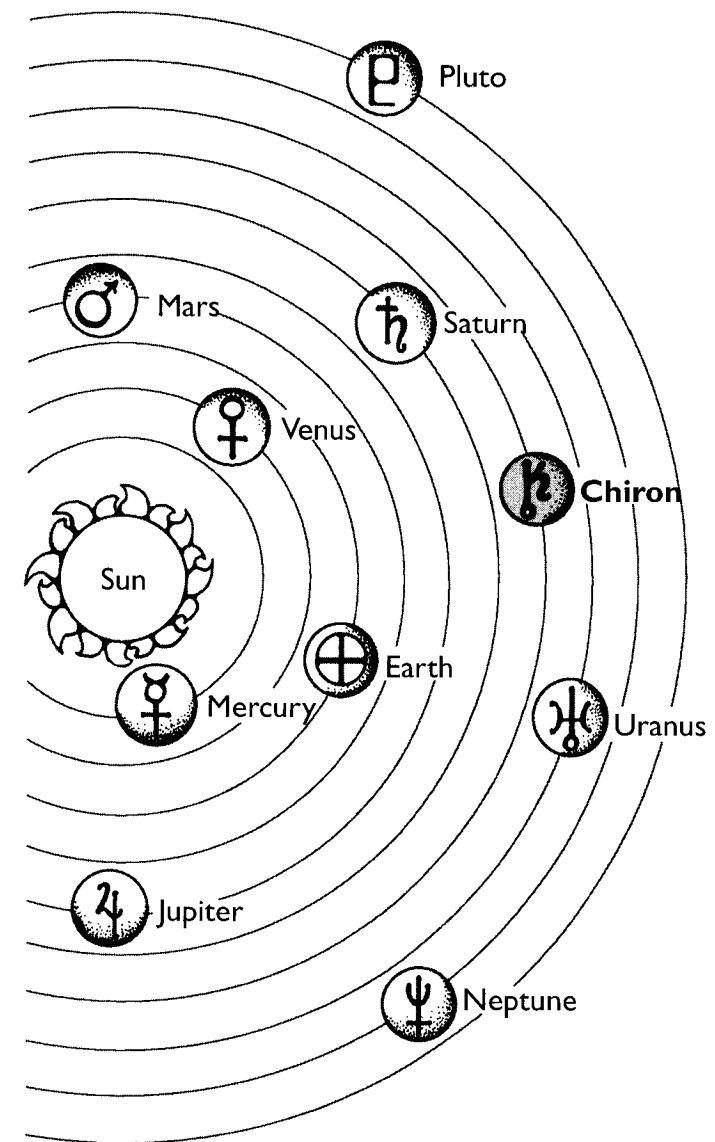 Pluto
Mars
Saturn
Venus
Chiron
Sun
Earth
Mercury
Uranus
Jupiter
Neptune